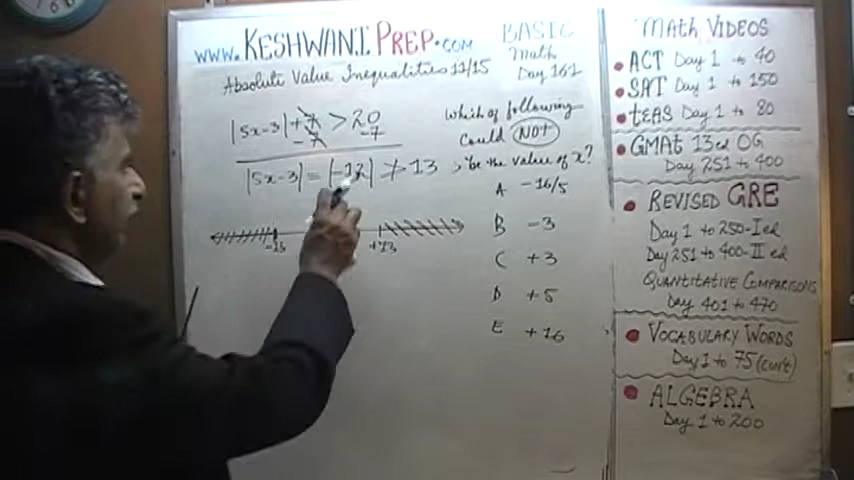 www.KESHWANI PREP.COM
BASIC
Math
Day 161
Absolute Value Inequalities 11/15
|5x-3|+7 > 20
-7 -7
|5x-3| = |-12| > 13
-13 +13
Which of following
Could NOT
be the value of x?
A -16/5
B -3
C +3
D +5
E +16
Math VIDEOS
ACT Day 1 to 40
SAT Day 1 to 150
tEAS Day 1 to 80
GMAt 13ed OG
Day 251 to 400
REVISED GRE
Day 1 to 250-Ied
Day 251 to 400-II ed
QUANTITATIVE COMPARISONS
Day 401 to 470
VOCABULARY WORDS
Day 1 to 75 (con't)
ALGEBRA
Day 1 to 200